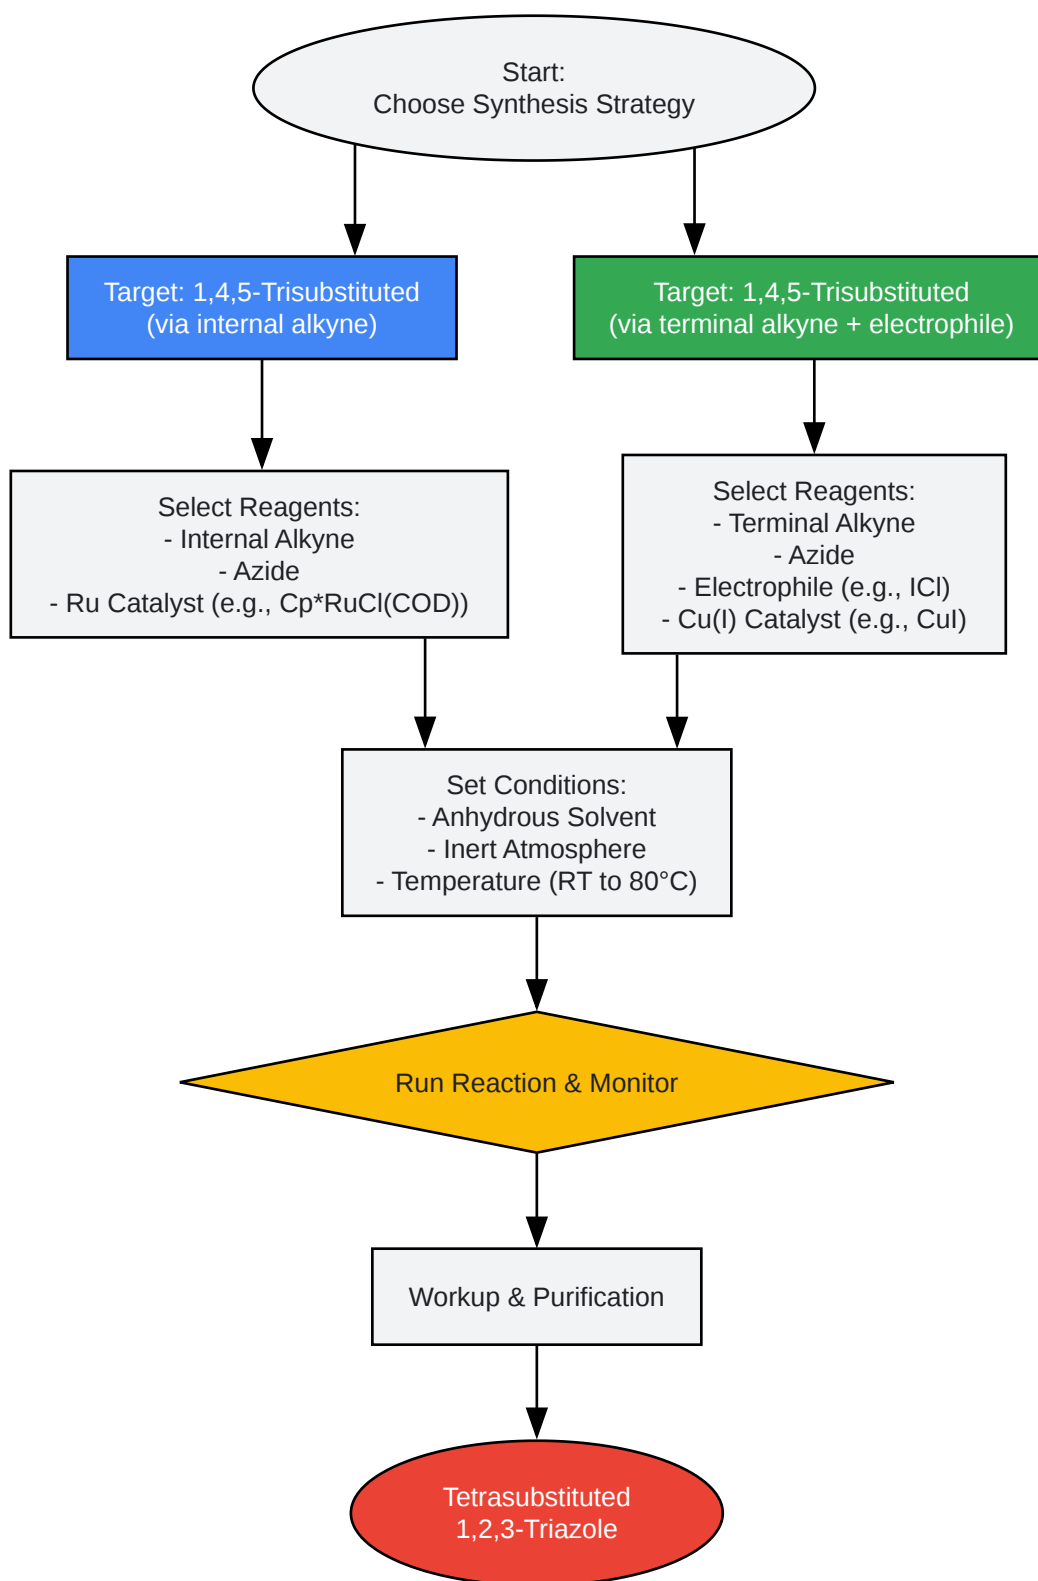 Start:
Choose Synthesis Strategy
Target: 1,4,5-Trisubstituted
(via internal alkyne)
Target: 1,4,5-Trisubstituted
(via terminal alkyne + electrophile)
Select Reagents:
- Internal Alkyne
- Azide
- Ru Catalyst (e.g., Cp*RuCl(COD))
Select Reagents:
- Terminal Alkyne
- Azide
- Electrophile (e.g., ICl)
- Cu(I) Catalyst (e.g., CuI)
Set Conditions:
- Anhydrous Solvent
- Inert Atmosphere
- Temperature (RT to 80°C)
Run Reaction & Monitor
Workup & Purification
Tetrasubstituted
1,2,3-Triazole